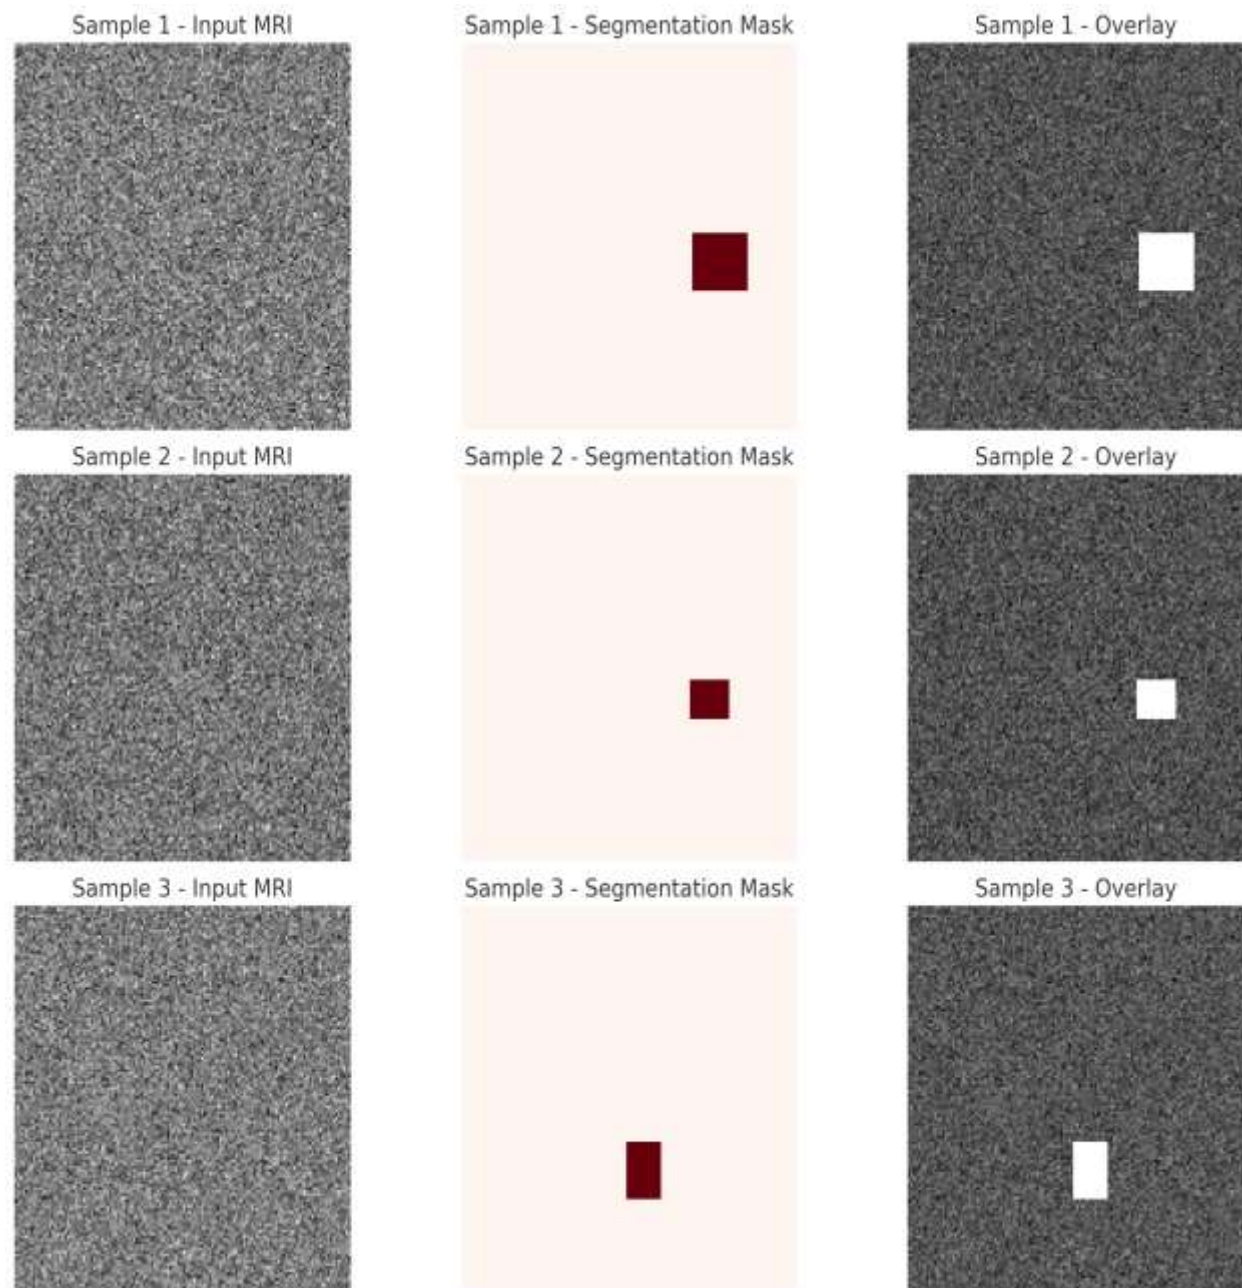 Sample 1 - Input MRI
Sample 1 - Segmentation Mask
Sample 1 - Overlay
Sample 2 - Input MRI
Sample 2 - Segmentation Mask
Sample 2 - Overlay
Sample 3 - Input MRI
Sample 3 - Segmentation Mask
Sample 3 - Overlay